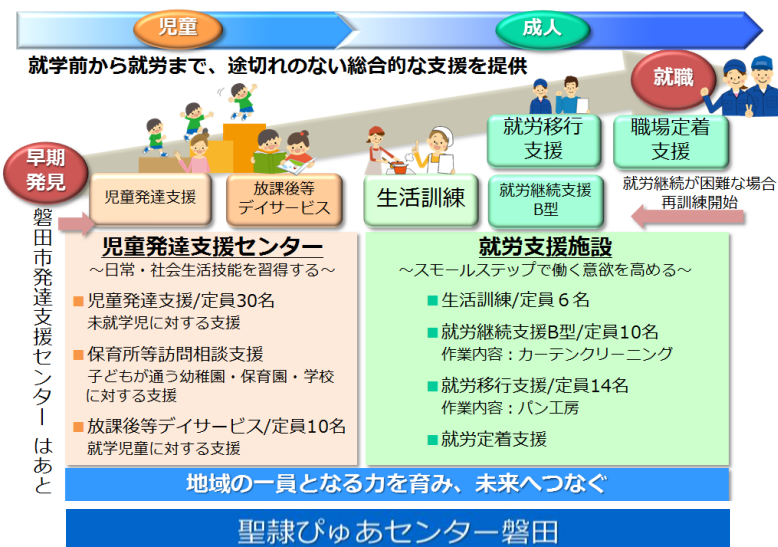 児童
成人
就学前から就労まで、途切れのない総合的な支援を提供
就職
早期
発見
児童発達支援
放課後等
デイサービス
生活訓練
就労移行
支援
職場定着
支援
就労継続支援
B型
就労継続が困難な場合
再訓練開始
磐田市発達支援センター はあと
児童発達支援センター
～日常・社会生活技能を習得する～
児童発達支援/定員30名
未就学児に対する支援
保育所等訪問相談支援
子どもが通う幼稚園・保育園・学校
に対する支援
放課後等デイサービス/定員10名
就学児童に対する支援
就労支援施設
～スモールステップで働く意欲を高める～
生活訓練/定員６名
就労継続支援B型/定員10名
作業内容：カーテンクリーニング
就労移行支援/定員14名
作業内容：パン工房
就労定着支援
地域の一員となる力を育み、未来へつなぐ
聖隷ぴゅあセンター磐田